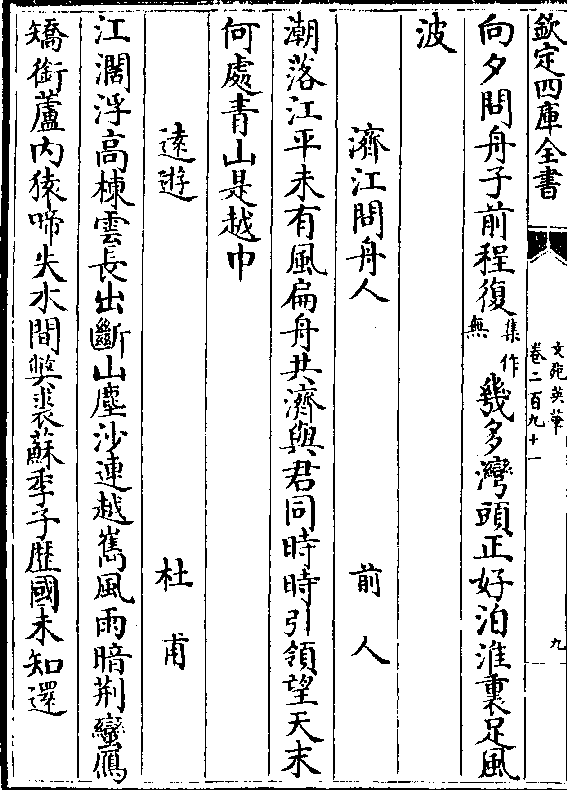 欽定四庫全書
文苑英華
卷二百九十一
九
向夕問舟子前程復集作無幾多灣頭正好泊淮裏足風
波
濟江問舟人
前人
潮落江平未有風扁舟共濟與君同時時引領望天末
何處青山是越巾
逺遊
杜甫
江濶浮高棟雲長出斷山塵沙連越嶲風雨暗荆蠻鴈
矯銜蘆内猿啼失水間弊裘蘇季子歴國未知還